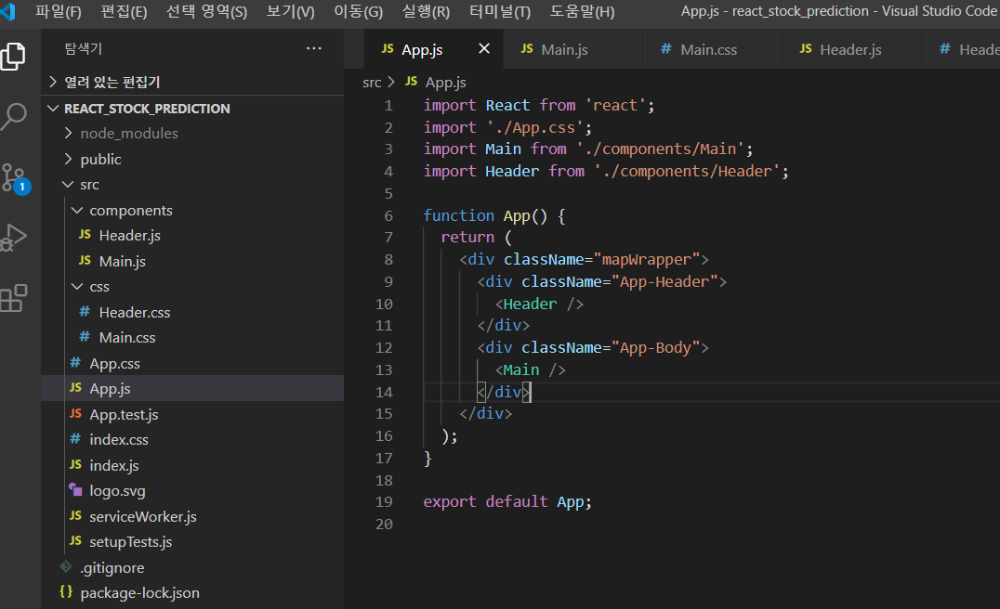 파일(F) 편집(E) 선택 영역(S) 보기(V) 이동(G) 실행(R) 터미널(T) 도움말(H) App.js - react_stock_prediction - Visual Studio Code
탐색기 ...
열려 있는 편집기
REACT_STOCK_PREDICTION
node_modules
public
src
components
JS Header.js
JS Main.js
css
# Header.css
# Main.css
# App.css
JS App.js
JS App.test.js
# index.css
JS index.js
logo.svg
JS serviceWorker.js
JS setupTests.js
.gitignore
{} package-lock.json
1
JS App.js × JS Main.js # Main.css JS Header.js # Heade
src > JS App.js
1 import React from 'react';
2 import './App.css';
3 import Main from './components/Main';
4 import Header from './components/Header';
5
6 function App() {
7 return (
8 <div className="mapWrapper">
9 <div className="App-Header">
10 <Header />
11 </div>
12 <div className="App-Body">
13 <Main />
14 </div>
15 </div>
16 );
17 }
18
19 export default App;
20